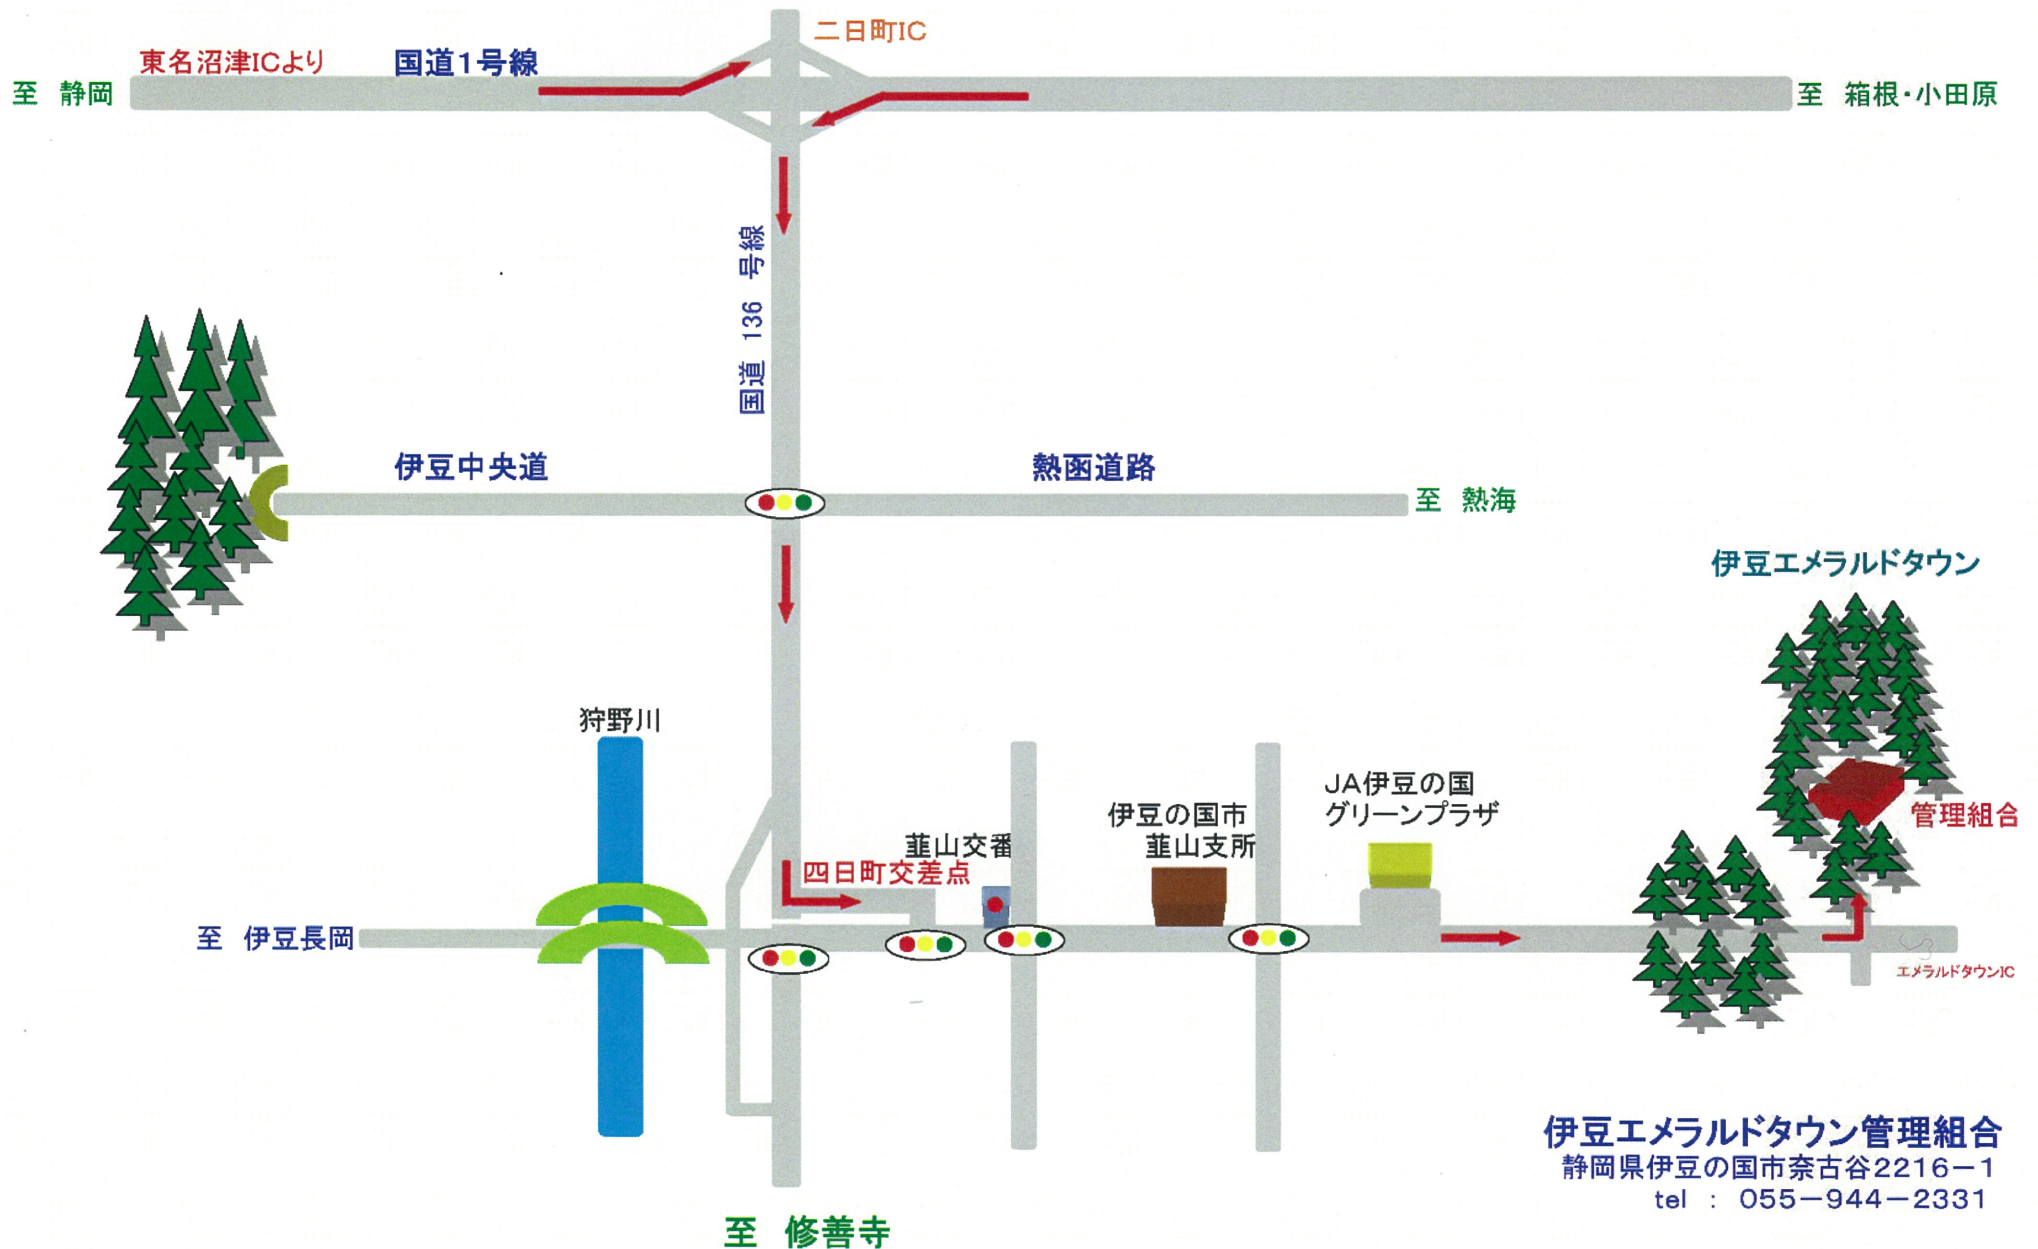 二日町IC
東名沼津ICより
国道1号線
至 静岡
至 箱根・小田原
国道 136 号線
伊豆中央道
熱函道路
至 熱海
伊豆エメラルドタウン
狩野川
JA伊豆の国
グリーンプラザ
伊豆の国市
韮山支所
管理組合
韮山交番
四日町交差点
至 伊豆長岡
エメラルドタウンIC
伊豆エメラルドタウン管理組合
静岡県伊豆の国市奈古谷2216－1
tel : 055－944－2331
至 修善寺